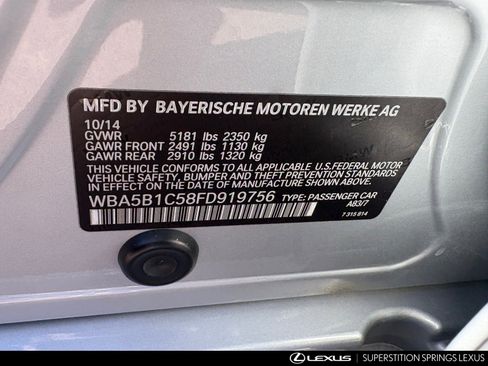 MFD BY BAYERISCHE MOTOREN WERKE AG
10/14
GVWR 5181 lbs 2350 kg
GAWR FRONT 2491 lbs 1130 kg
GAWR REAR 2910 lbs 1320 kg
THIS VEHICLE CONFORMS TO ALL APPLICABLE U.S.FEDERAL MOTOR
VEHICLE SAFETY, BUMPER AND THEFT PREVENTION STANDARDS
IN EFFECT ON THE DATE OF MANUFACTURE SHOWN ABOVE.
WBA5B1C58FD919756 TYPE: PASSENGER CAR
A83/7
7 315 814
LEXUS SUPERSTITION SPRINGS LEXUS